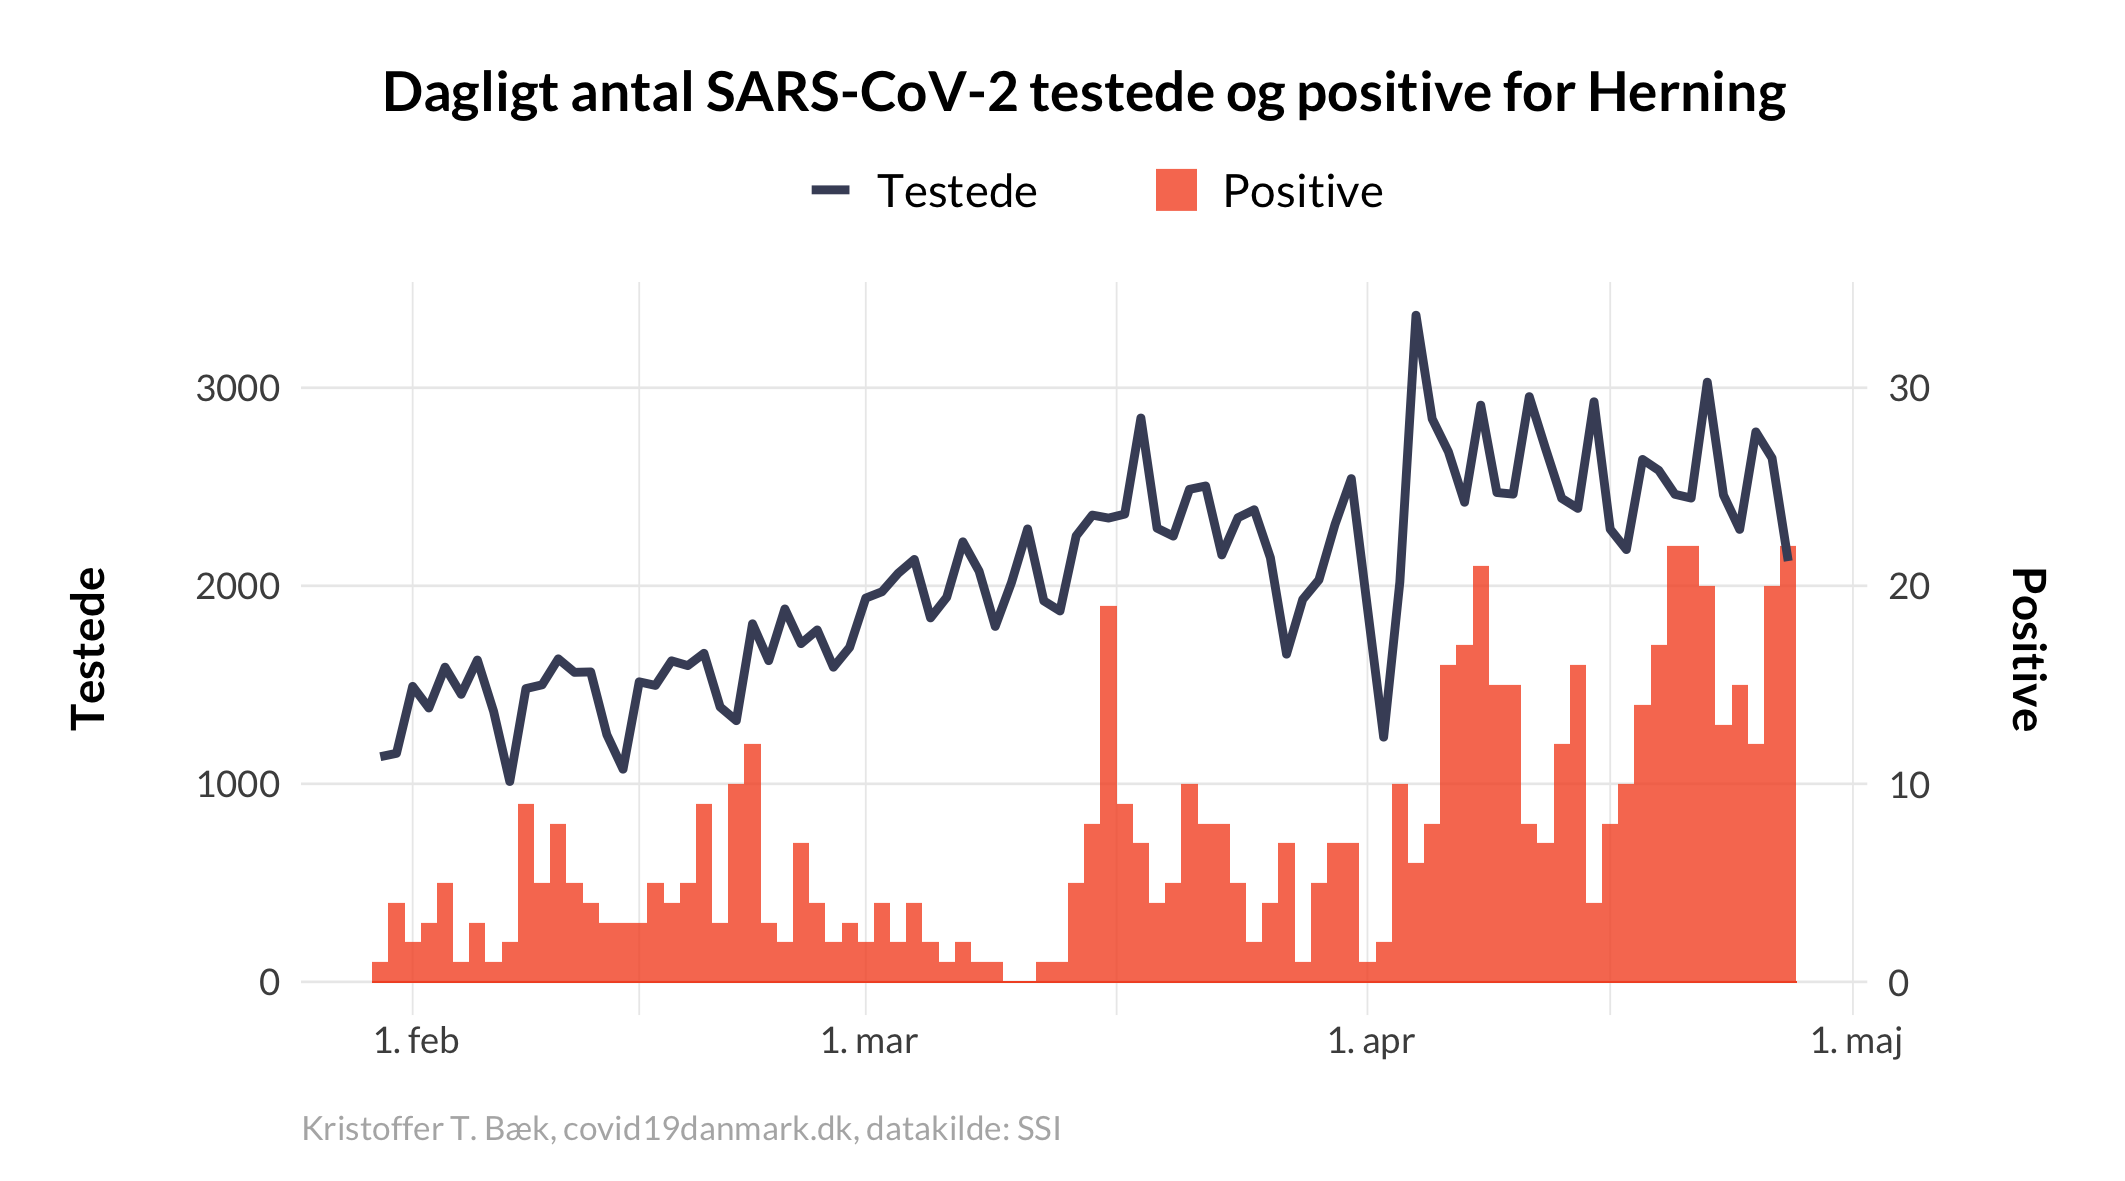 Dagligt antal SARS-CoV-2 testede og positive for Herning
Testede
Positive
3000
2000
1000
0
Testede
30
20
10
0
Positive
1. feb
1. mar
1. apr
1. maj
Kristoffer T. Bæk, covid19danmark.dk, datakilde: SSI